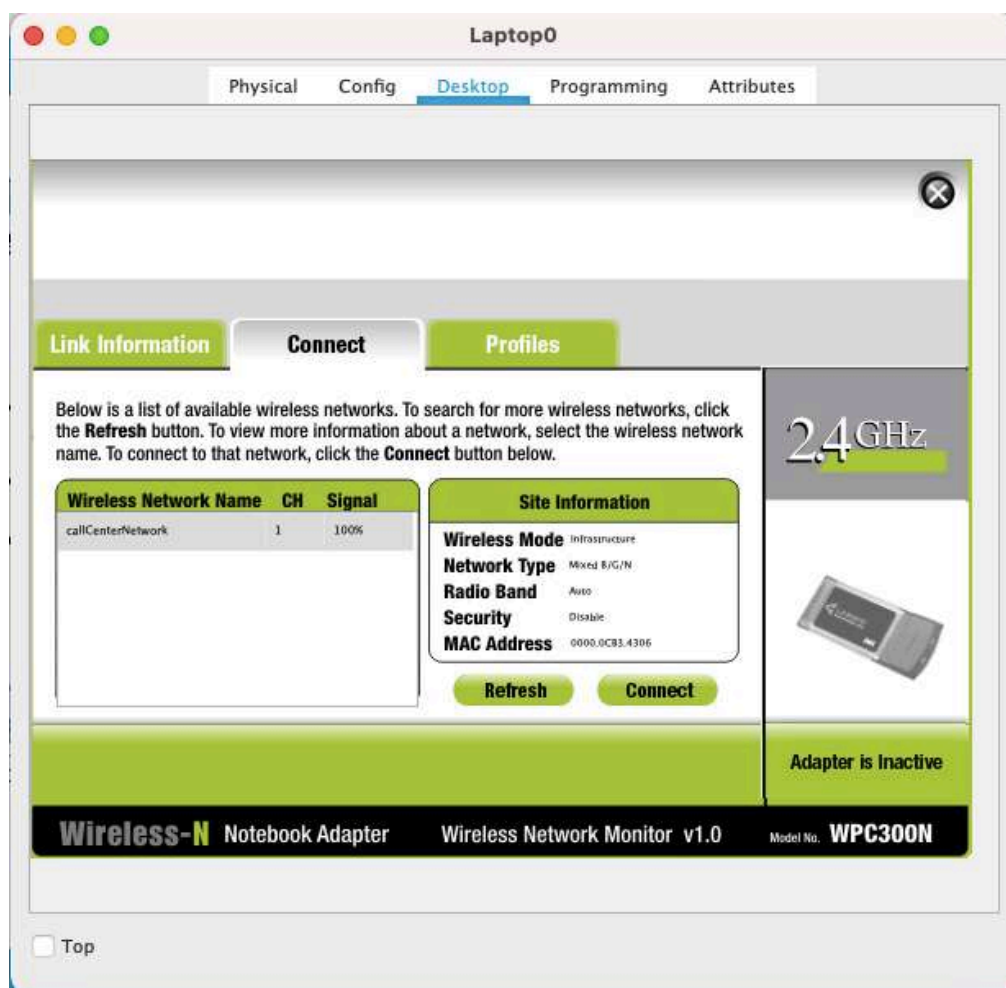 Laptop0
Physical Config Desktop Programming Attributes
Link Information Connect Profiles
Below is a list of available wireless networks. To search for more wireless networks, click
the Refresh button. To view more information about a network, select the wireless network
name. To connect to that network, click the Connect button below.
2.4GHz
Wireless Network Name CH Signal
callCenterNetwork 1 100%
Site Information
Wireless Mode Infrastructure
Network Type Mixed B/G/N
Radio Band Auto
Security Disable
MAC Address 0000.0CB3.4306
Refresh Connect
Adapter is Inactive
Wireless-N Notebook Adapter Wireless Network Monitor v1.0 Model No. WPC300N
Top